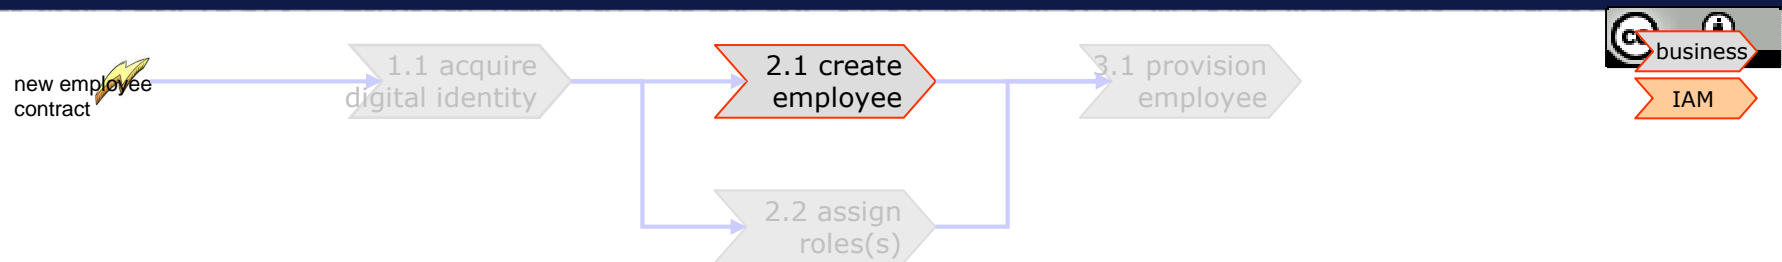 new employee
contract
1.1 acquire
digital identity
2.1 create
employee
3.1 provision
employee
2.2 assign
roles(s)
business
IAM